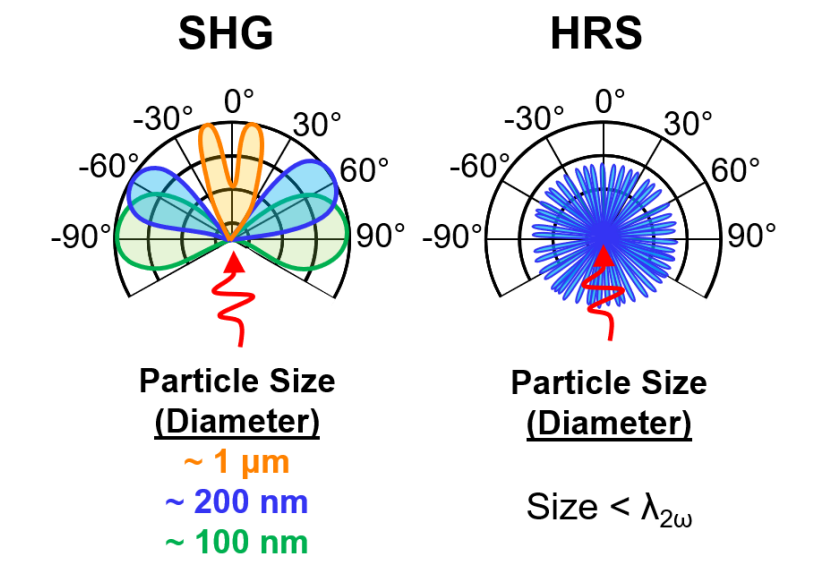 SHG
0°
-30°
30°
-60°
60°
-90°
90°
Particle Size
(Diameter)
~ 1 µm
~ 200 nm
~ 100 nm
HRS
0°
-30°
30°
-60°
60°
-90°
90°
Particle Size
(Diameter)
Size < λ2ω